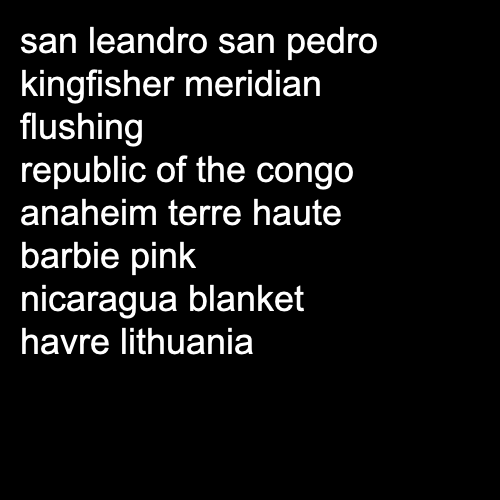 san leandro san pedro
kingfisher meridian
flushing
republic of the congo
anaheim terre haute
barbie pink
nicaragua blanket
havre lithuania